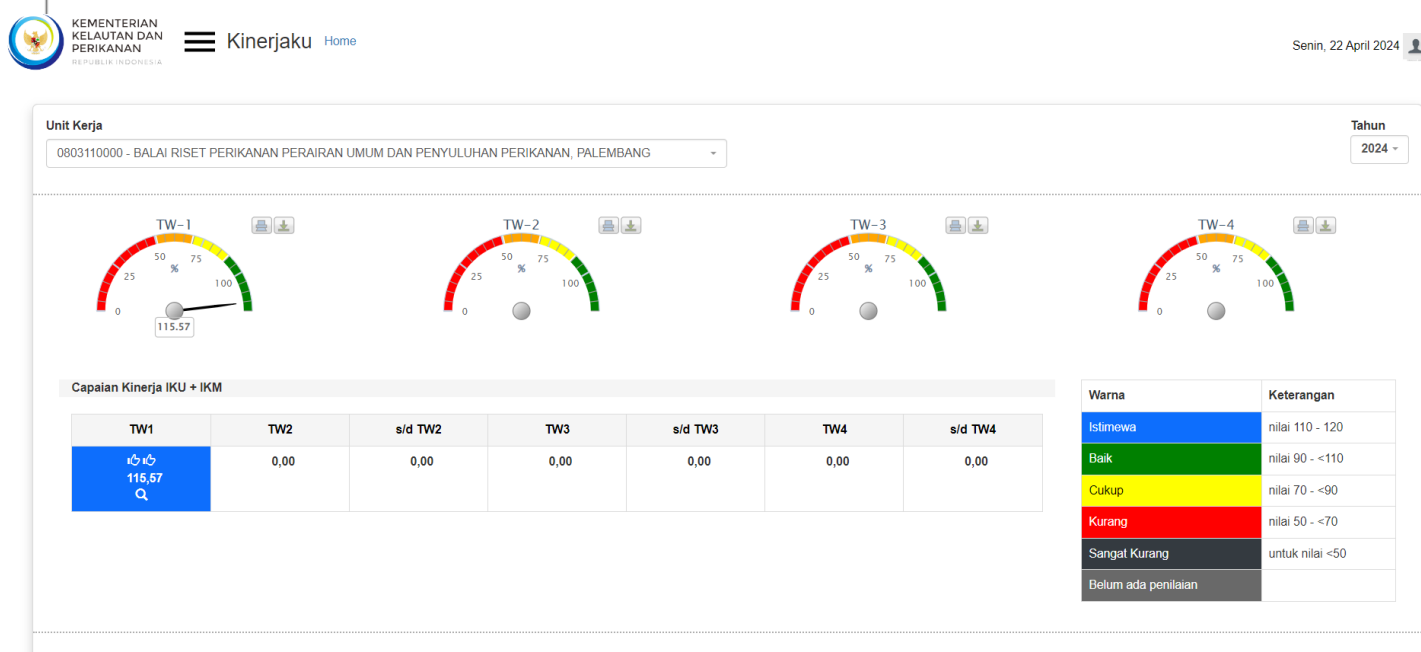 KEMENTERIAN
KELAUTAN DAN
PERIKANAN
REPUBLIK INDONESIA
Kinerjaku Home
Senin, 22 April 2024
Unit Kerja
Tahun
0803110000 - BALAI RISET PERIKANAN PERAIRAN UMUM DAN PENYULUHAN PERIKANAN, PALEMBANG
2024
TW-1
0 25 50 75 100
%
115.57
TW-2
0 25 50 75 100
%
TW-3
0 25 50 75 100
%
TW-4
0 25 50 75 100
%
Capaian Kinerja IKU + IKM
TW1 TW2 s/d TW2 TW3 s/d TW3 TW4 s/d TW4
115,57 0,00 0,00 0,00 0,00 0,00 0,00
Warna Keterangan
Istimewa nilai 110 - 120
Baik nilai 90 - <110
Cukup nilai 70 - <90
Kurang nilai 50 - <70
Sangat Kurang untuk nilai <50
Belum ada penilaian